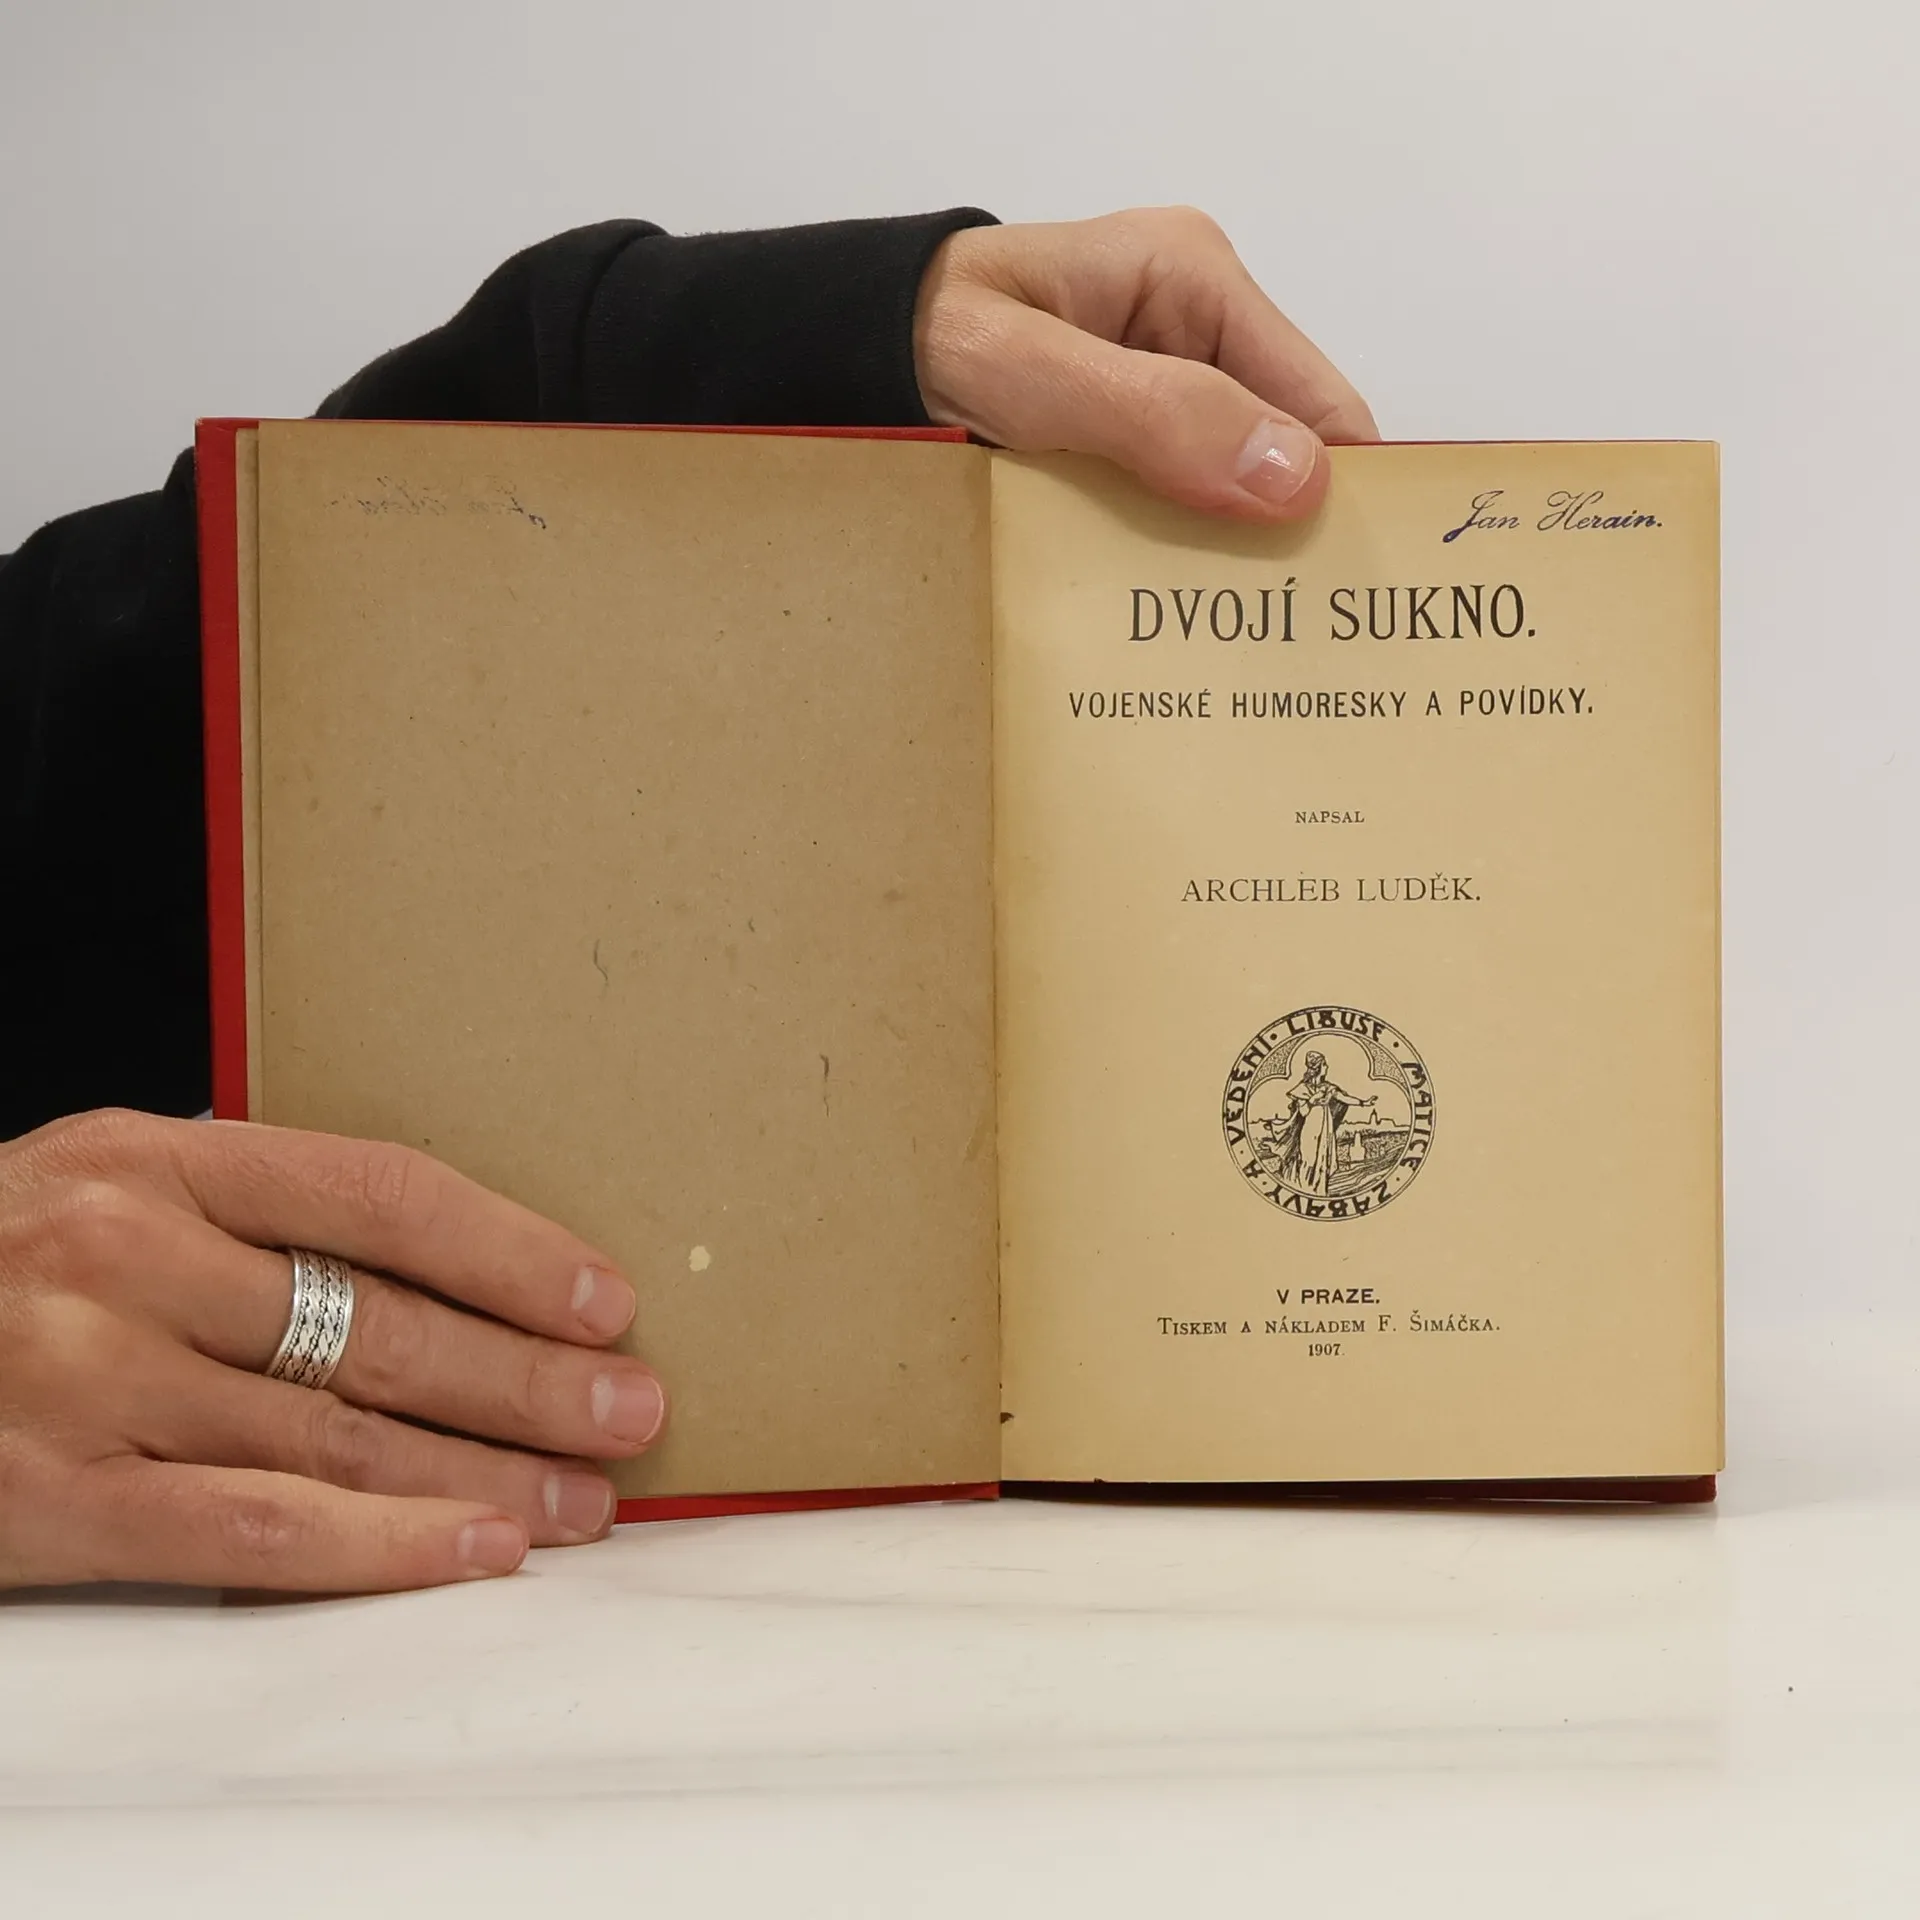 Jan Herain.
DVOJÍ SUKNO.
VOJENSKÉ HUMORESKY A POVÍDKY.
NAPSAL
ARCHLEB LUDĚK.
LIBUŠE · MATICE · ZÁBAVY · A · VĚDĚNÍ ·
V PRAZE.
TISKEM A NÁKLADEM F. ŠIMÁČKA.
1907.